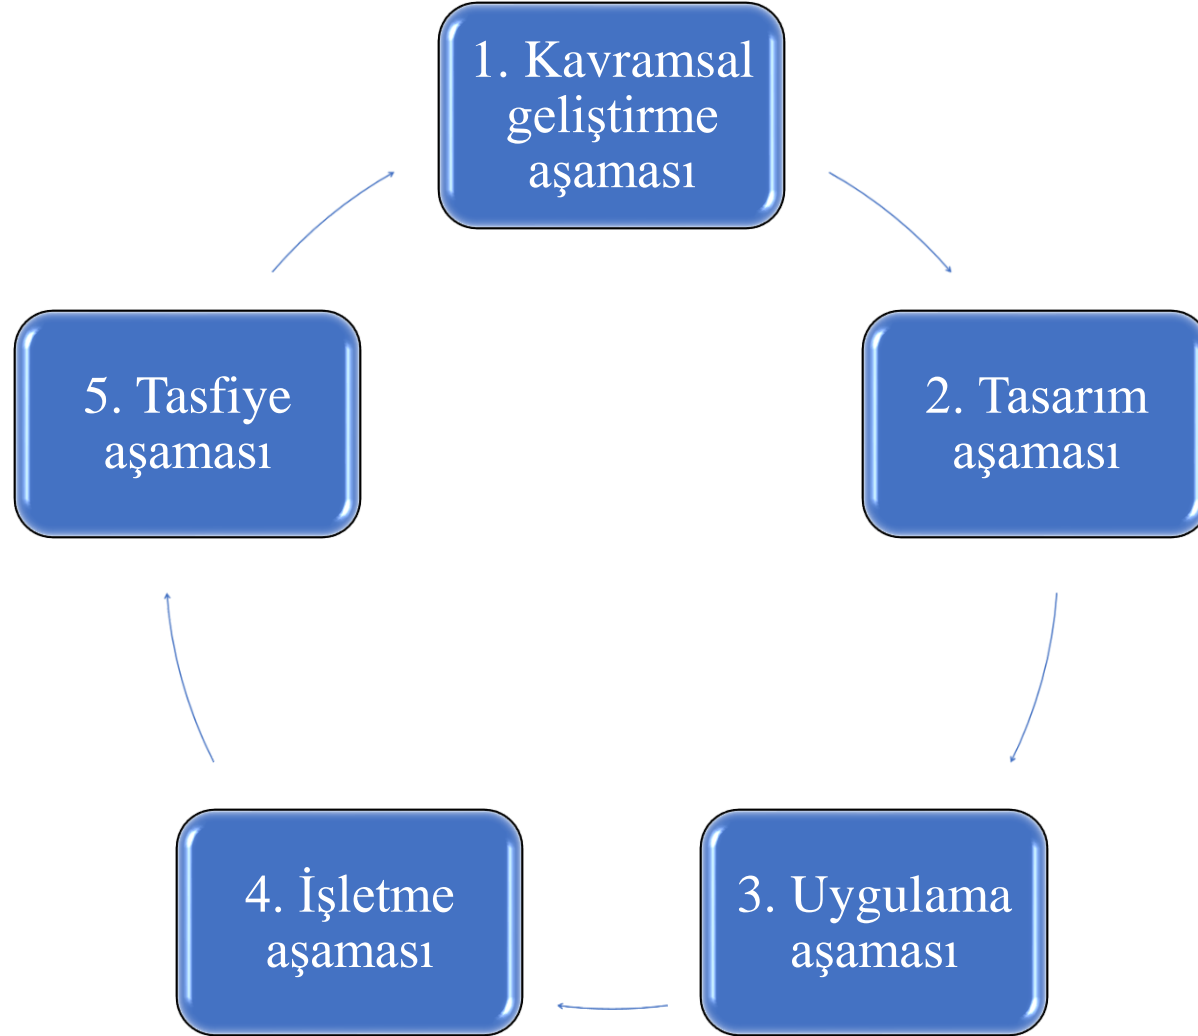 1. Kavramsal
geliştirme
aşaması
2. Tasarım
aşaması
3. Uygulama
aşaması
4. İşletme
aşaması
5. Tasfiye
aşaması